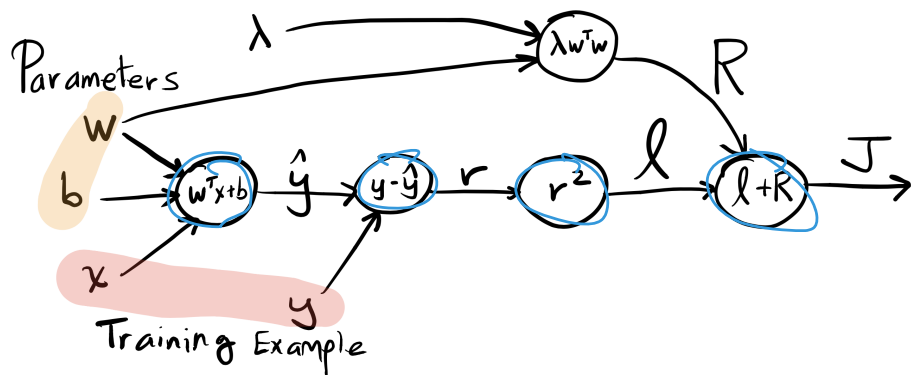 λ
λwᵀw
R
Parameters
w
b
wᵀx+b
ŷ
y-ŷ
r
r²
ℓ
ℓ+R
J
x
y
Training Example